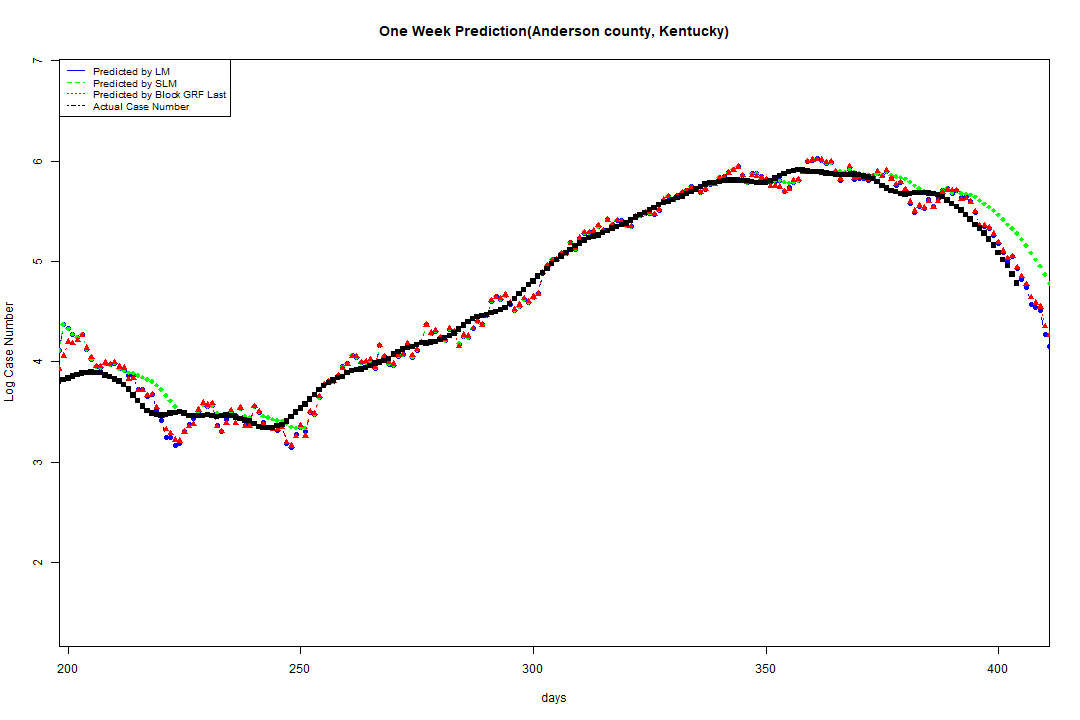 One Week Prediction(Anderson county, Kentucky)
Predicted by LM
Predicted by SLM
Predicted by Block GRF Last
Actual Case Number
7
6
5
4
3
2
Log Case Number
200 250 300 350 400
days